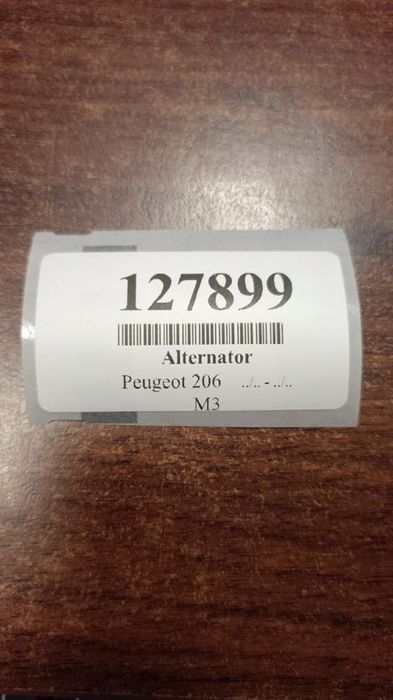 127899
Alternator
Peugeot 206 ../.. - ../..
M3